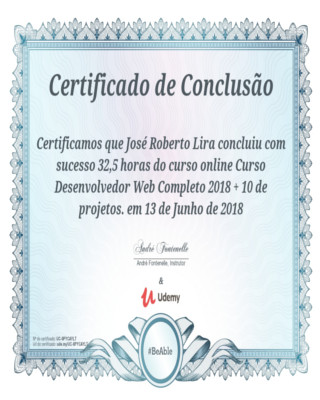 Certificado de Conclusão
Certificamos que José Roberto Lira concluiu com
sucesso 32,5 horas do curso online Curso
Desenvolvedor Web Completo 2018 + 10 de
projetos. em 13 de Junho de 2018
André Fontenelle
André Fontenelle, Instrutor
&
Udemy
Nº do certificado:
Url do certificado:
#BeAble